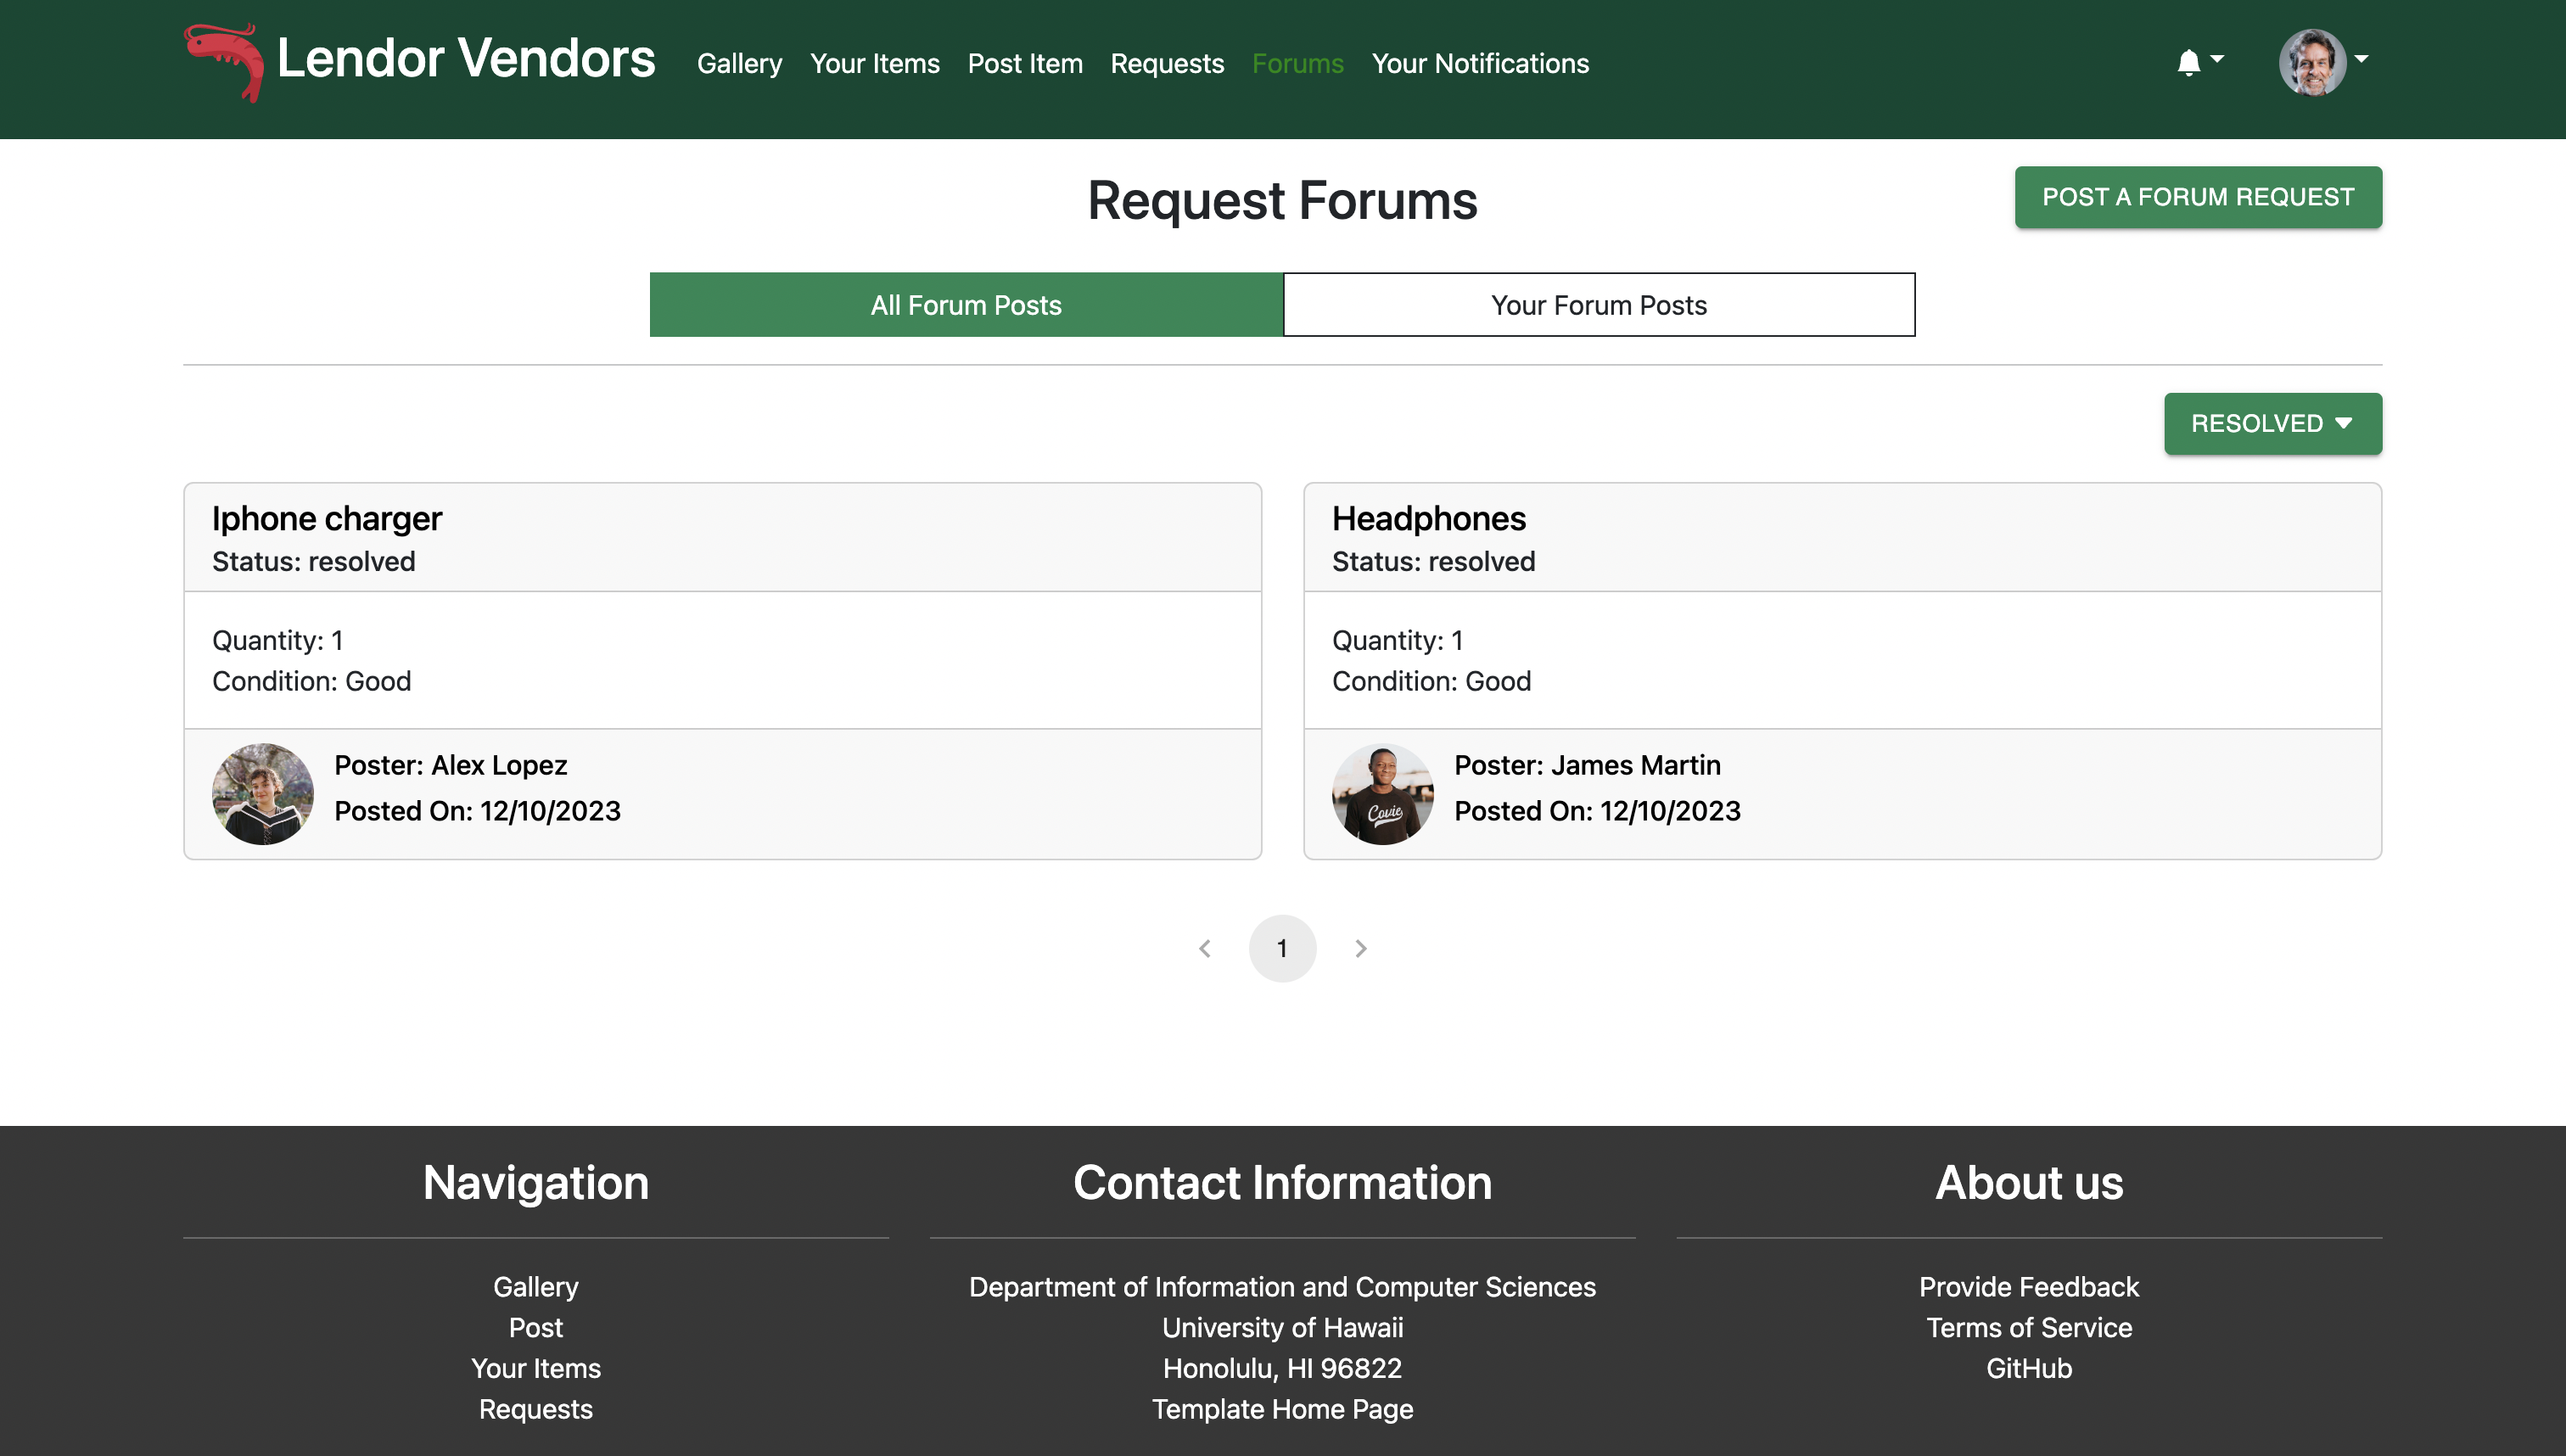 Lendor Vendors
Gallery
Your Items
Post Item
Requests
Forums
Your Notifications
Request Forums
POST A FORUM REQUEST
All Forum Posts
Your Forum Posts
RESOLVED
Iphone charger
Status: resolved
Quantity: 1
Condition: Good
Poster: Alex Lopez
Posted On: 12/10/2023
Headphones
Status: resolved
Quantity: 1
Condition: Good
Covie
Poster: James Martin
Posted On: 12/10/2023
1
Navigation
Gallery
Post
Your Items
Requests
Contact Information
Department of Information and Computer Sciences
University of Hawaii
Honolulu, HI 96822
Template Home Page
About us
Provide Feedback
Terms of Service
GitHub